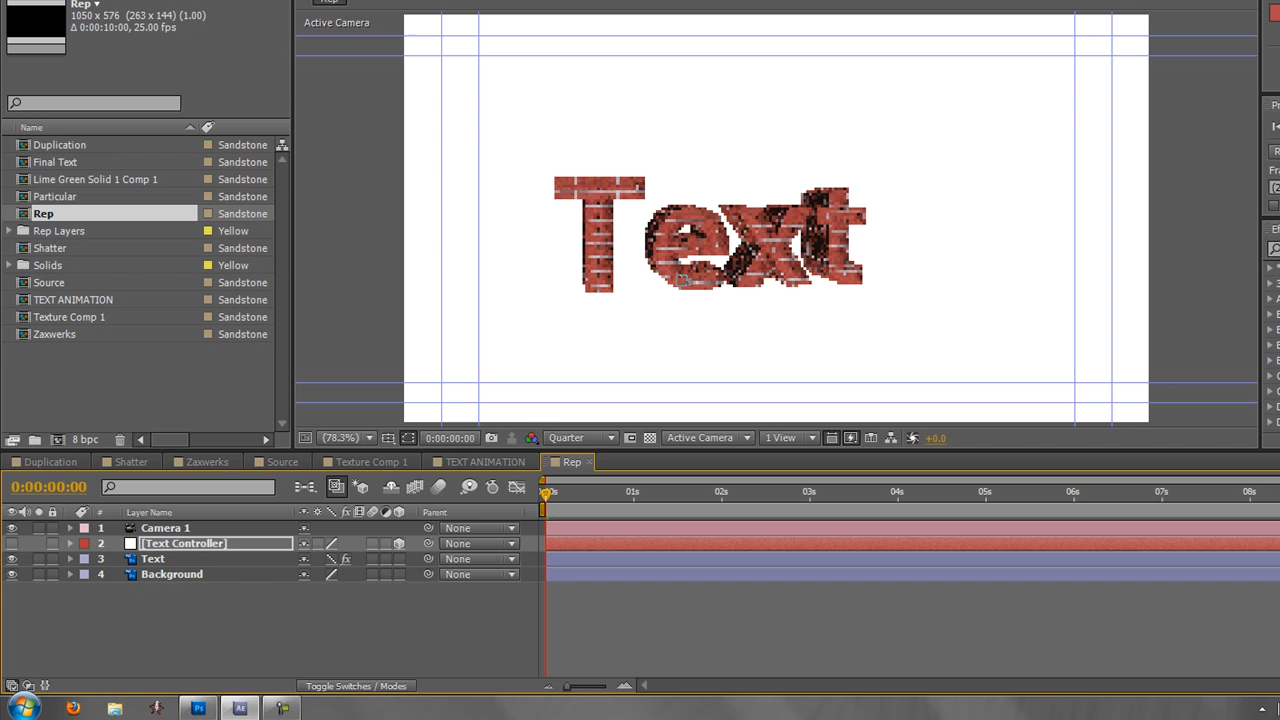 Rep ▾
1050 x 576 (263 x 144) (1.00)
Δ 0:00:10:00, 25.00 fps
Name
Duplication Sandstone
Final Text Sandstone
Lime Green Solid 1 Comp 1 Sandstone
Particular Sandstone
Rep Sandstone
Rep Layers Yellow
Shatter Sandstone
Solids Yellow
Source Sandstone
TEXT ANIMATION Sandstone
Texture Comp 1 Sandstone
Zaxwerks Sandstone
8 bpc
Rep
Active Camera
Text
(78.3%) 0:00:00:00 Quarter Active Camera 1 View +0.0
Duplication Shatter Zaxwerks Source Texture Comp 1 TEXT ANIMATION Rep
0:00:00:00
01s 02s 03s 04s 05s 06s 07s 08s
# Layer Name Parent
1 Camera 1 None
2 [Text Controller] None
3 Text None
4 Background None
Toggle Switches / Modes
Ps AE